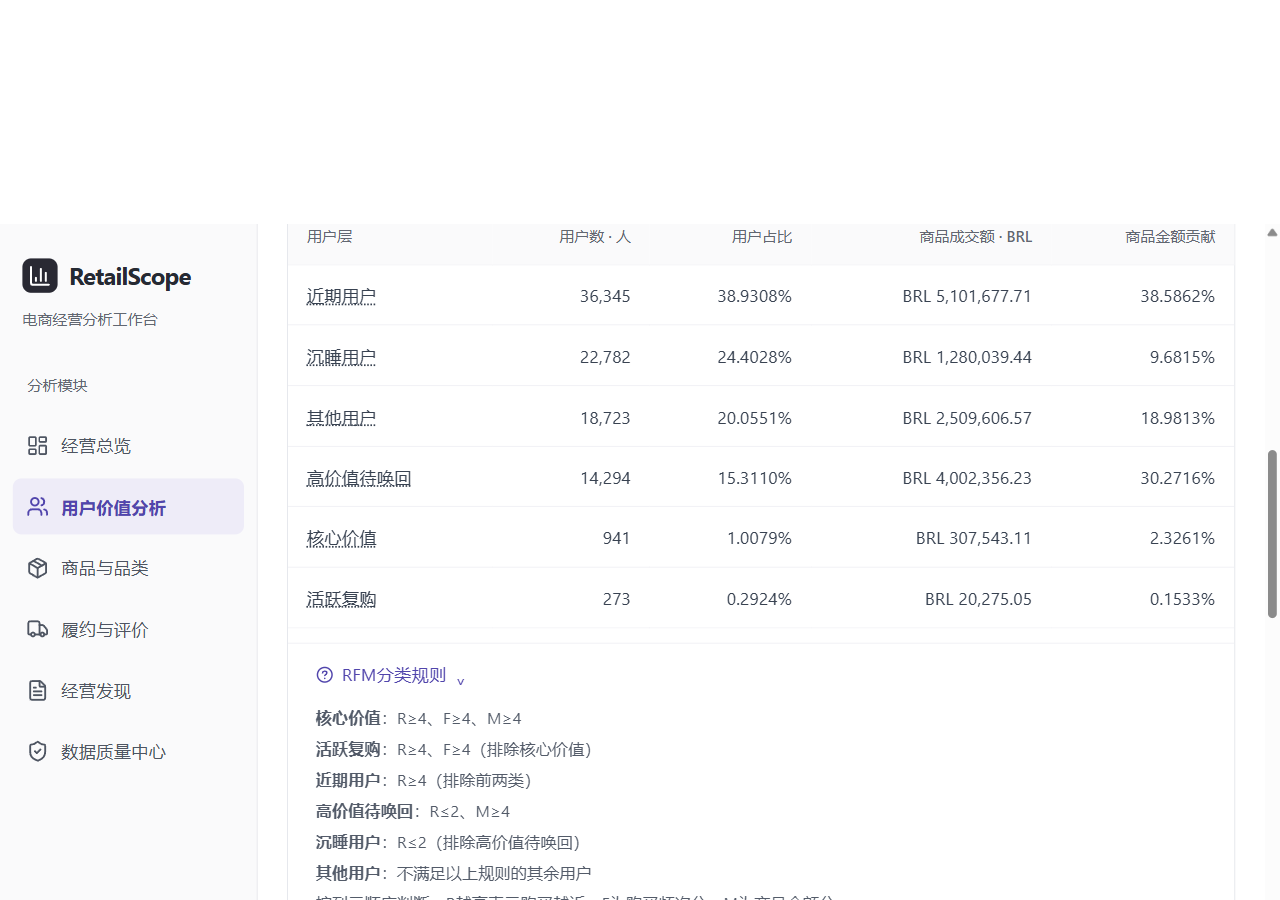 用户层 用户数 · 人 用户占比 商品成交额 · BRL 商品金额贡献
RetailScope
电商经营分析工作台
分析模块
经营总览
用户价值分析
商品与品类
履约与评价
经营发现
数据质量中心
近期用户 36,345 38.9308% BRL 5,101,677.71 38.5862%
沉睡用户 22,782 24.4028% BRL 1,280,039.44 9.6815%
其他用户 18,723 20.0551% BRL 2,509,606.57 18.9813%
高价值待唤回 14,294 15.3110% BRL 4,002,356.23 30.2716%
核心价值 941 1.0079% BRL 307,543.11 2.3261%
活跃复购 273 0.2924% BRL 20,275.05 0.1533%
RFM分类规则
核心价值：R≥4、F≥4、M≥4
活跃复购：R≥4、F≥4（排除核心价值）
近期用户：R≥4（排除前两类）
高价值待唤回：R≤2、M≥4
沉睡用户：R≤2（排除高价值待唤回）
其他用户：不满足以上规则的其余用户